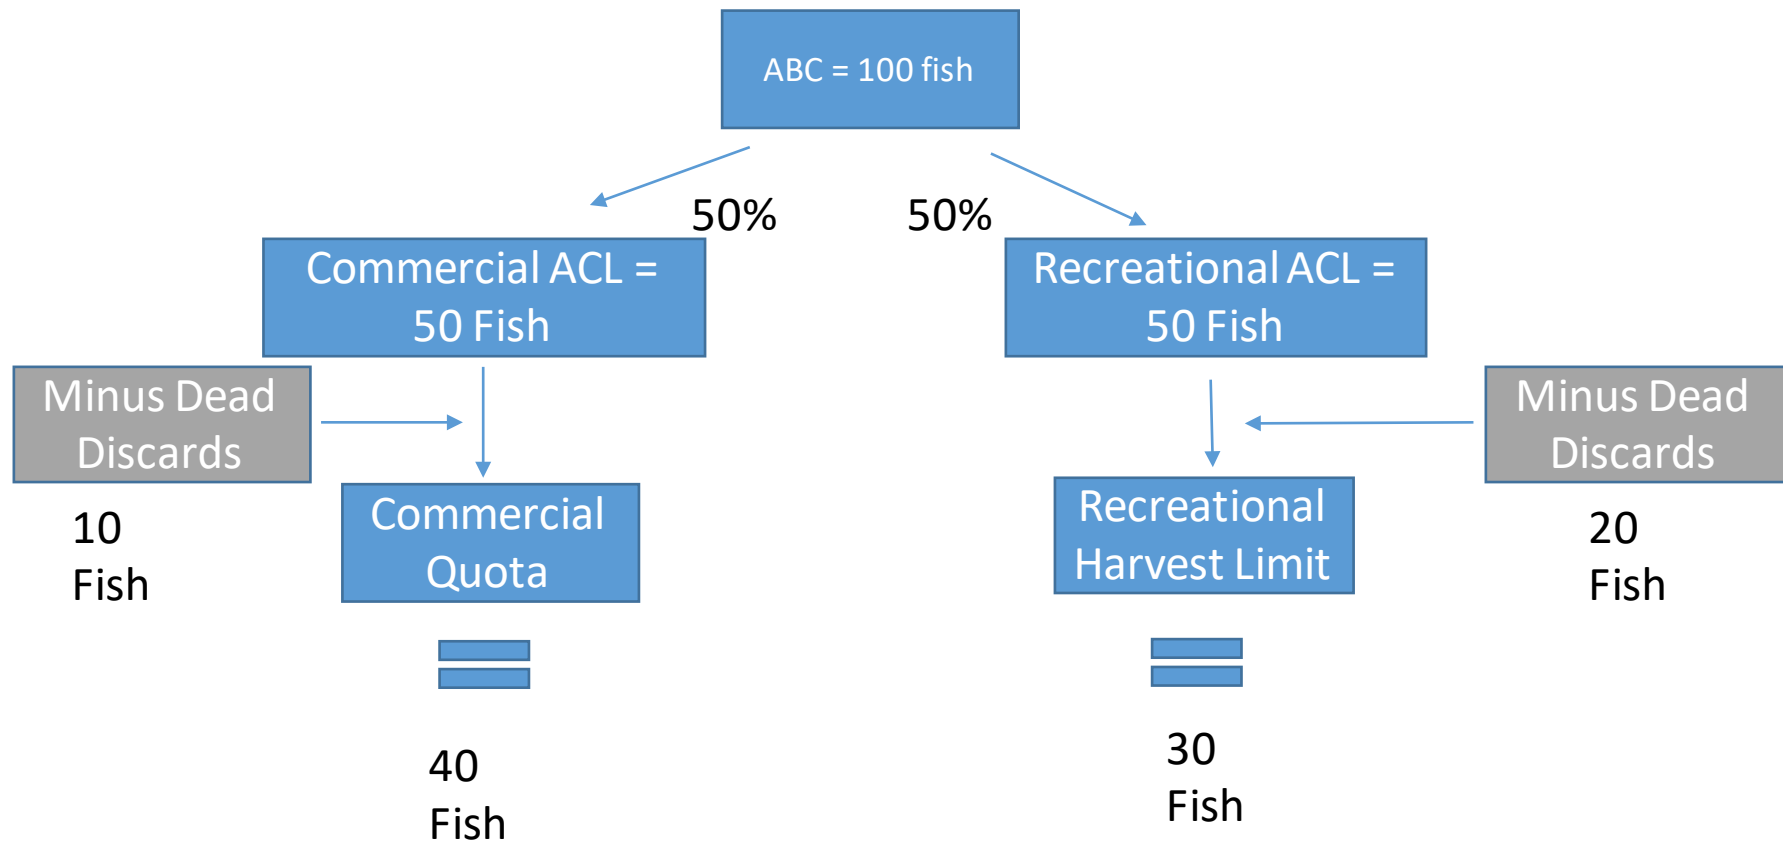 ABC = 100 fish
50%
50%
Commercial ACL =
50 Fish
Recreational ACL =
50 Fish
Minus Dead
Discards
Minus Dead
Discards
10
Fish
Commercial
Quota
Recreational
Harvest Limit
20
Fish
40
Fish
30
Fish